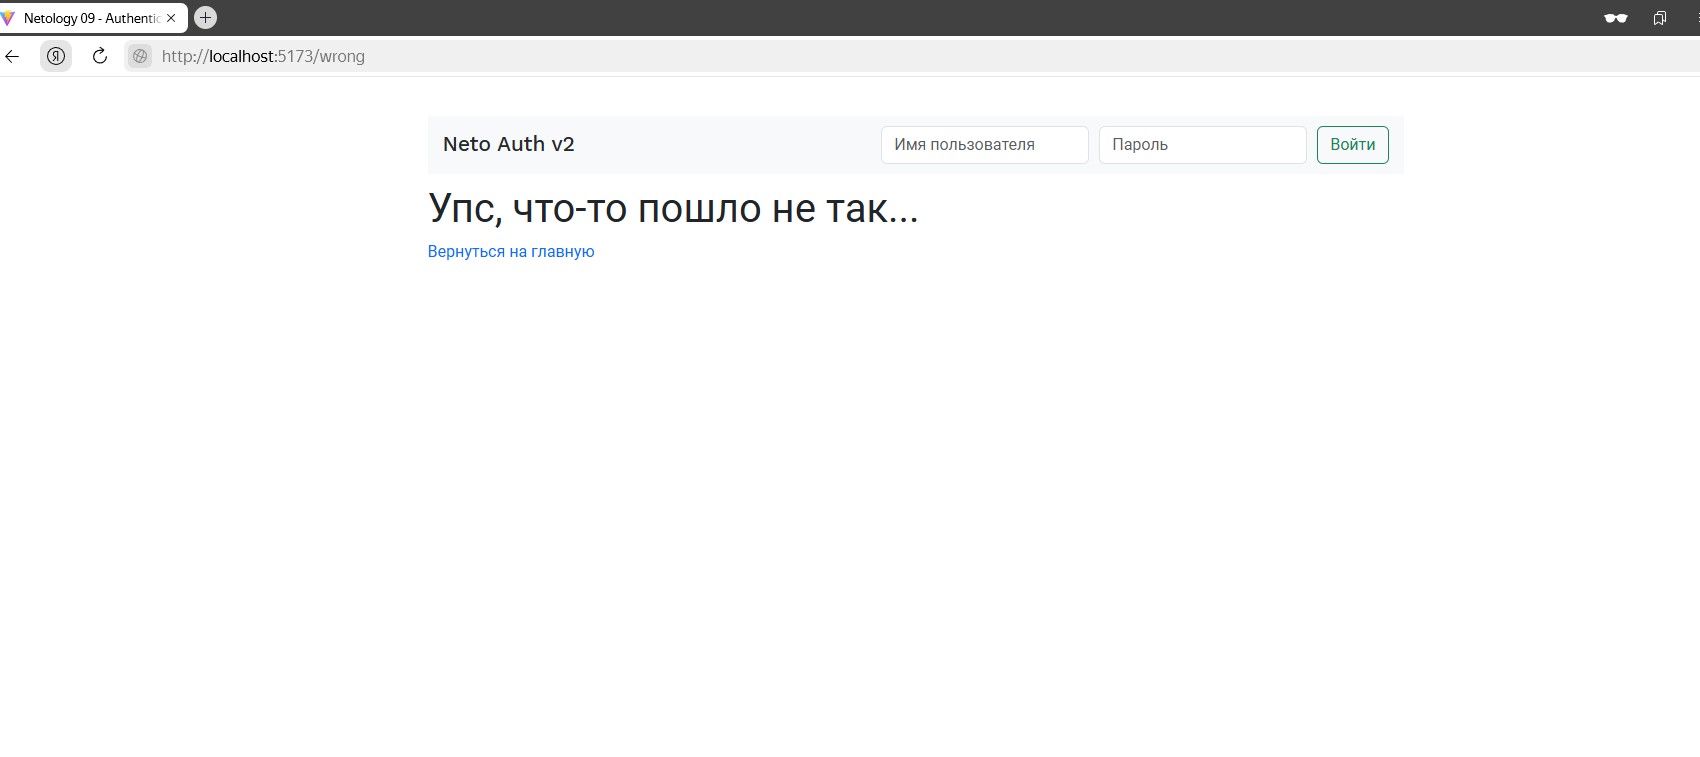 Netology 09 - Authentic
http://localhost:5173/wrong
Neto Auth v2
Имя пользователя
Пароль
Войти
Упс, что-то пошло не так...
Вернуться на главную